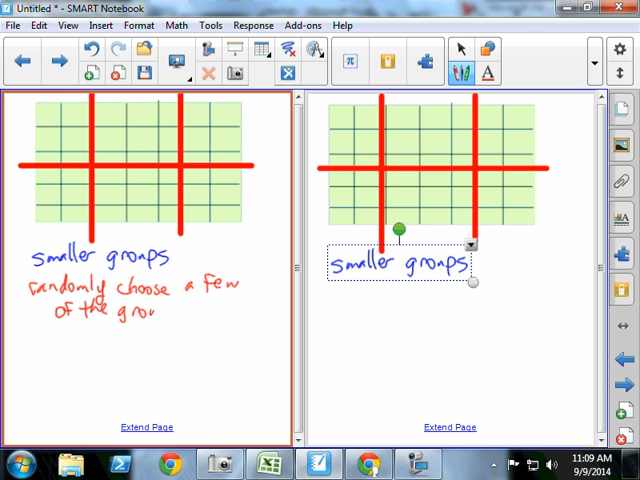 Untitled * - SMART Notebook
File Edit View Insert Format Math Tools Response Add-ons Help
smaller groups
randomly choose a few
of the gro
Extend Page
smaller groups
Extend Page
11:09 AM
9/9/2014